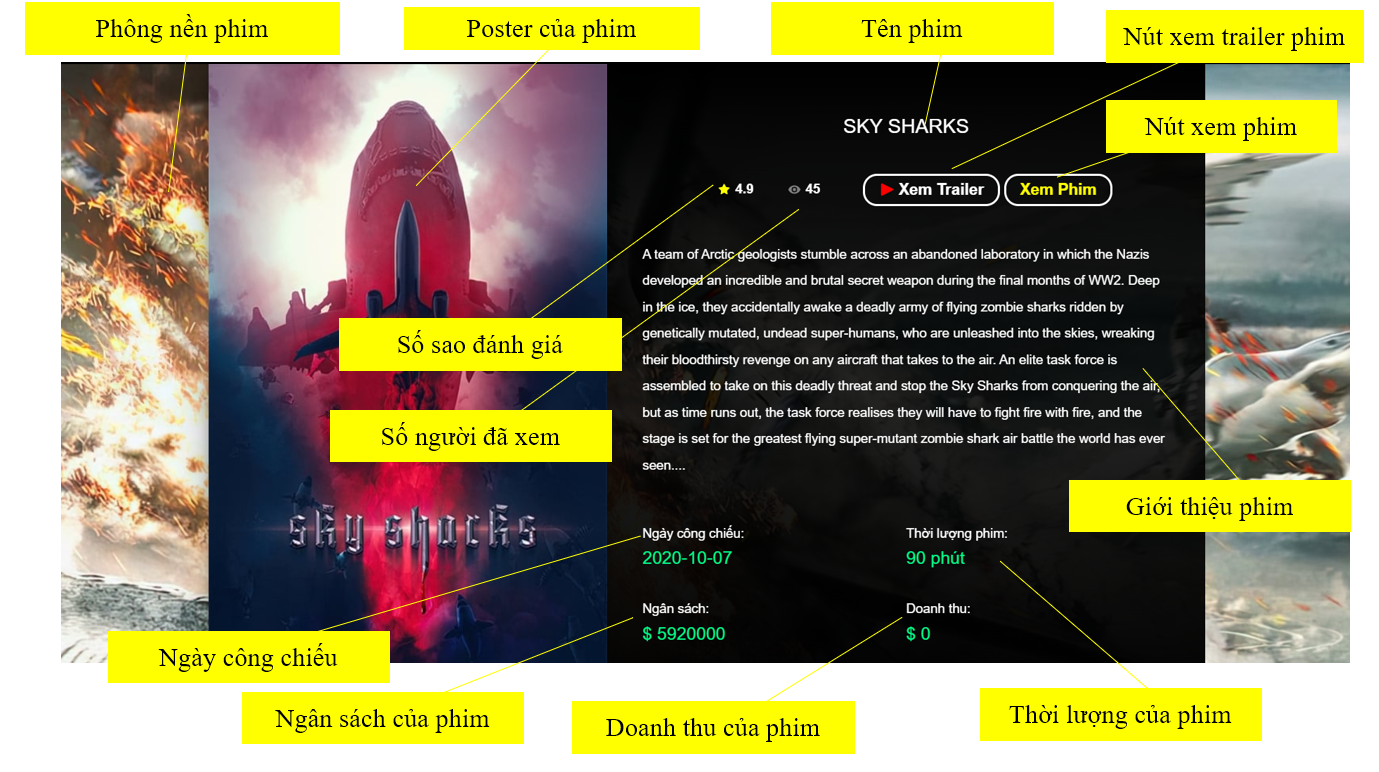 Phông nền phim
Poster của phim
Tên phim
Nút xem trailer phim
Nút xem phim
SKY SHARKS
4.9
45
Xem Trailer
Xem Phim
A team of Arctic geologists stumble across an abandoned laboratory in which the Nazis
developed an incredible and brutal secret weapon during the final months of WW2. Deep
in the ice, they accidentally awake a deadly army of flying zombie sharks ridden by
genetically mutated, undead super-humans, who are unleashed into the skies, wreaking
their bloodthirsty revenge on any aircraft that takes to the air. An elite task force is
assembled to take on this deadly threat and stop the Sky Sharks from conquering the air,
but as time runs out, the task force realises they will have to fight fire with fire, and the
stage is set for the greatest flying super-mutant zombie shark air battle the world has ever
seen....
Số sao đánh giá
Số người đã xem
Giới thiệu phim
sky sharks
Ngày công chiếu:
2020-10-07
Thời lượng phim:
90 phút
Ngân sách:
$ 5920000
Doanh thu:
$ 0
Ngày công chiếu
Ngân sách của phim
Doanh thu của phim
Thời lượng của phim